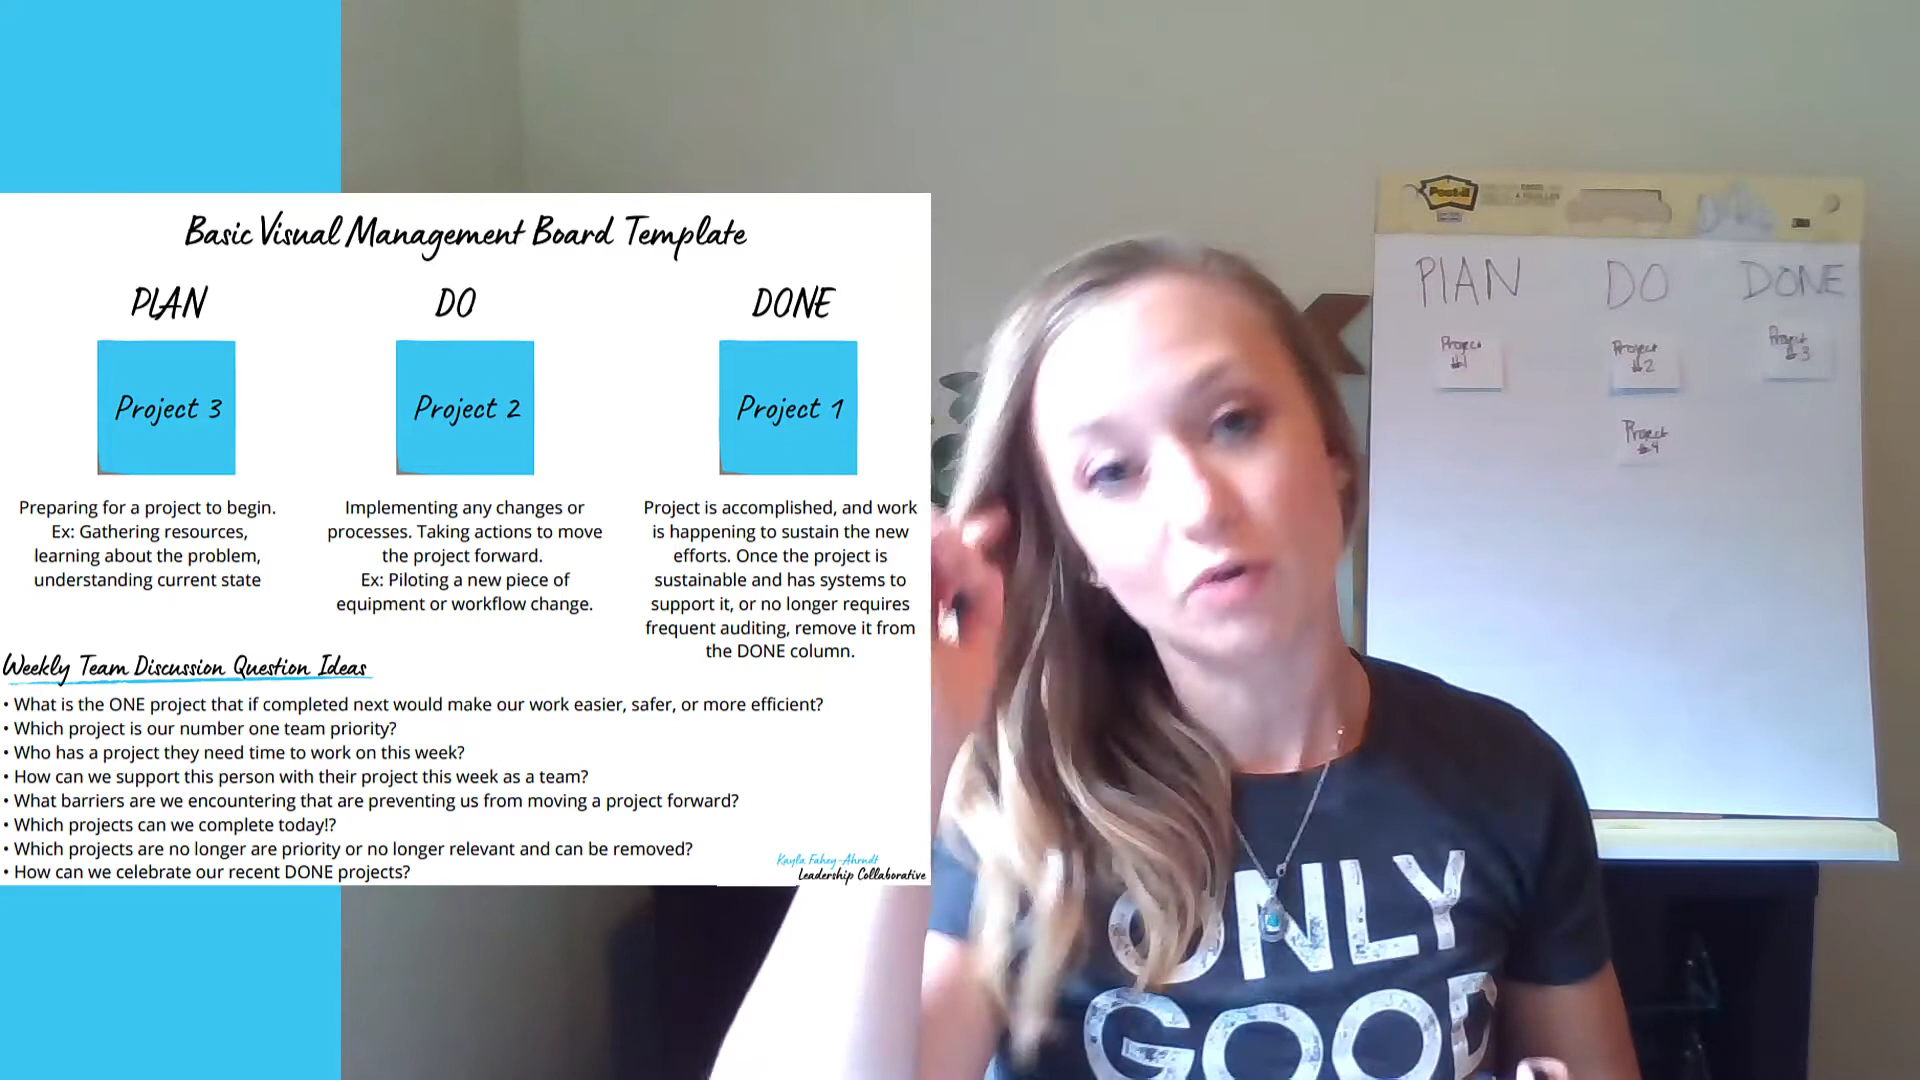 Basic Visual Management Board Template
PLAN
DO
DONE
Project 3
Project 2
Project 1
Preparing for a project to begin.
Ex: Gathering resources,
learning about the problem,
understanding current state
Implementing any changes or
processes. Taking actions to move
the project forward.
Ex: Piloting a new piece of
equipment or workflow change.
Project is accomplished, and work
is happening to sustain the new
efforts. Once the project is
sustainable and has systems to
support it, or no longer requires
frequent auditing, remove it from
the DONE column.
Weekly Team Discussion Question Ideas
• What is the ONE project that if completed next would make our work easier, safer, or more efficient?
• Which project is our number one team priority?
• Who has a project they need time to work on this week?
• How can we support this person with their project this week as a team?
• What barriers are we encountering that are preventing us from moving a project forward?
• Which projects can we complete today!?
• Which projects are no longer are priority or no longer relevant and can be removed?
• How can we celebrate our recent DONE projects?
Kayla Fahey-Ahrndt
Leadership Collaborative
Post-it
PLAN DO DONE
Project
#1
Project
#2
Project
#3
Project
#4
ONLY
GOOD